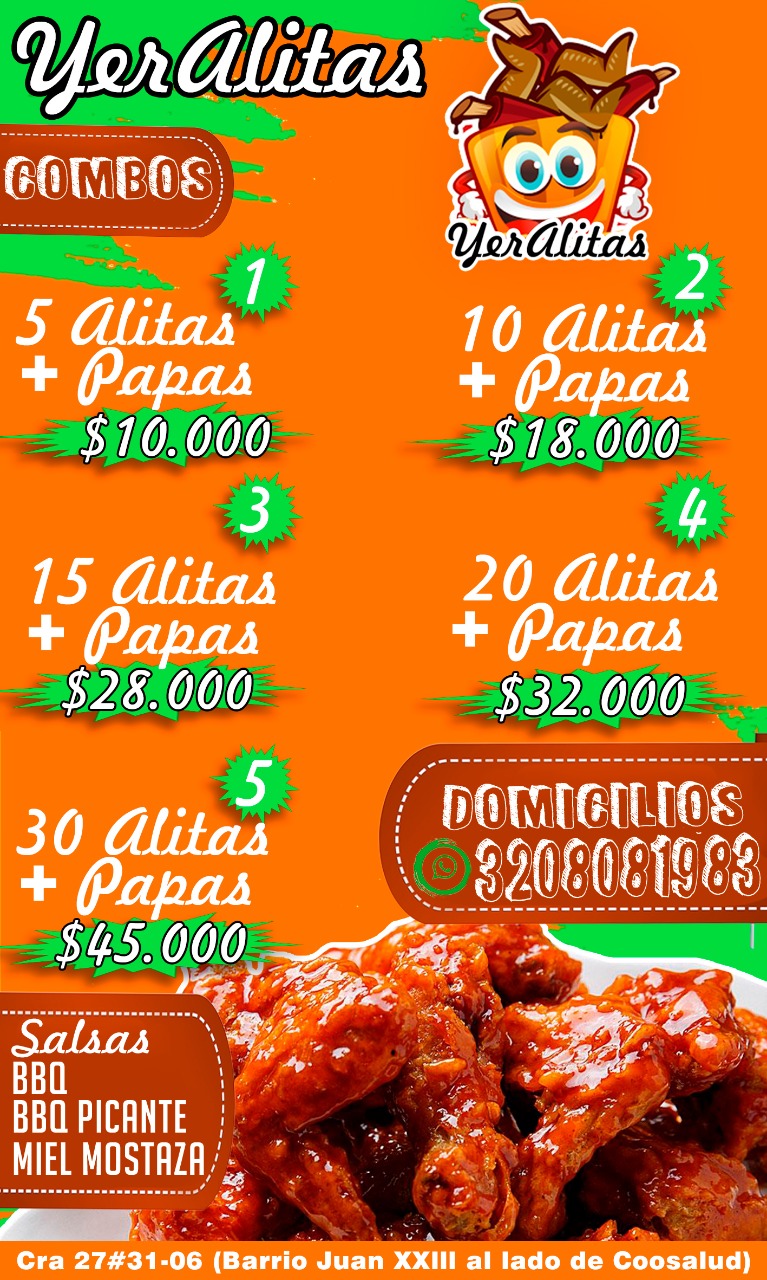 YerAlitas
COMBOS
YerAlitas
1
5 Alitas
+ Papas
$10.000
2
10 Alitas
+ Papas
$18.000
3
15 Alitas
+ Papas
$28.000
4
20 Alitas
+ Papas
$32.000
5
30 Alitas
+ Papas
$45.000
DOMICILIOS
3208081983
Salsas
BBQ
BBQ PICANTE
MIEL MOSTAZA
Cra 27#31-06 (Barrio Juan XXIII al lado de Coosalud)